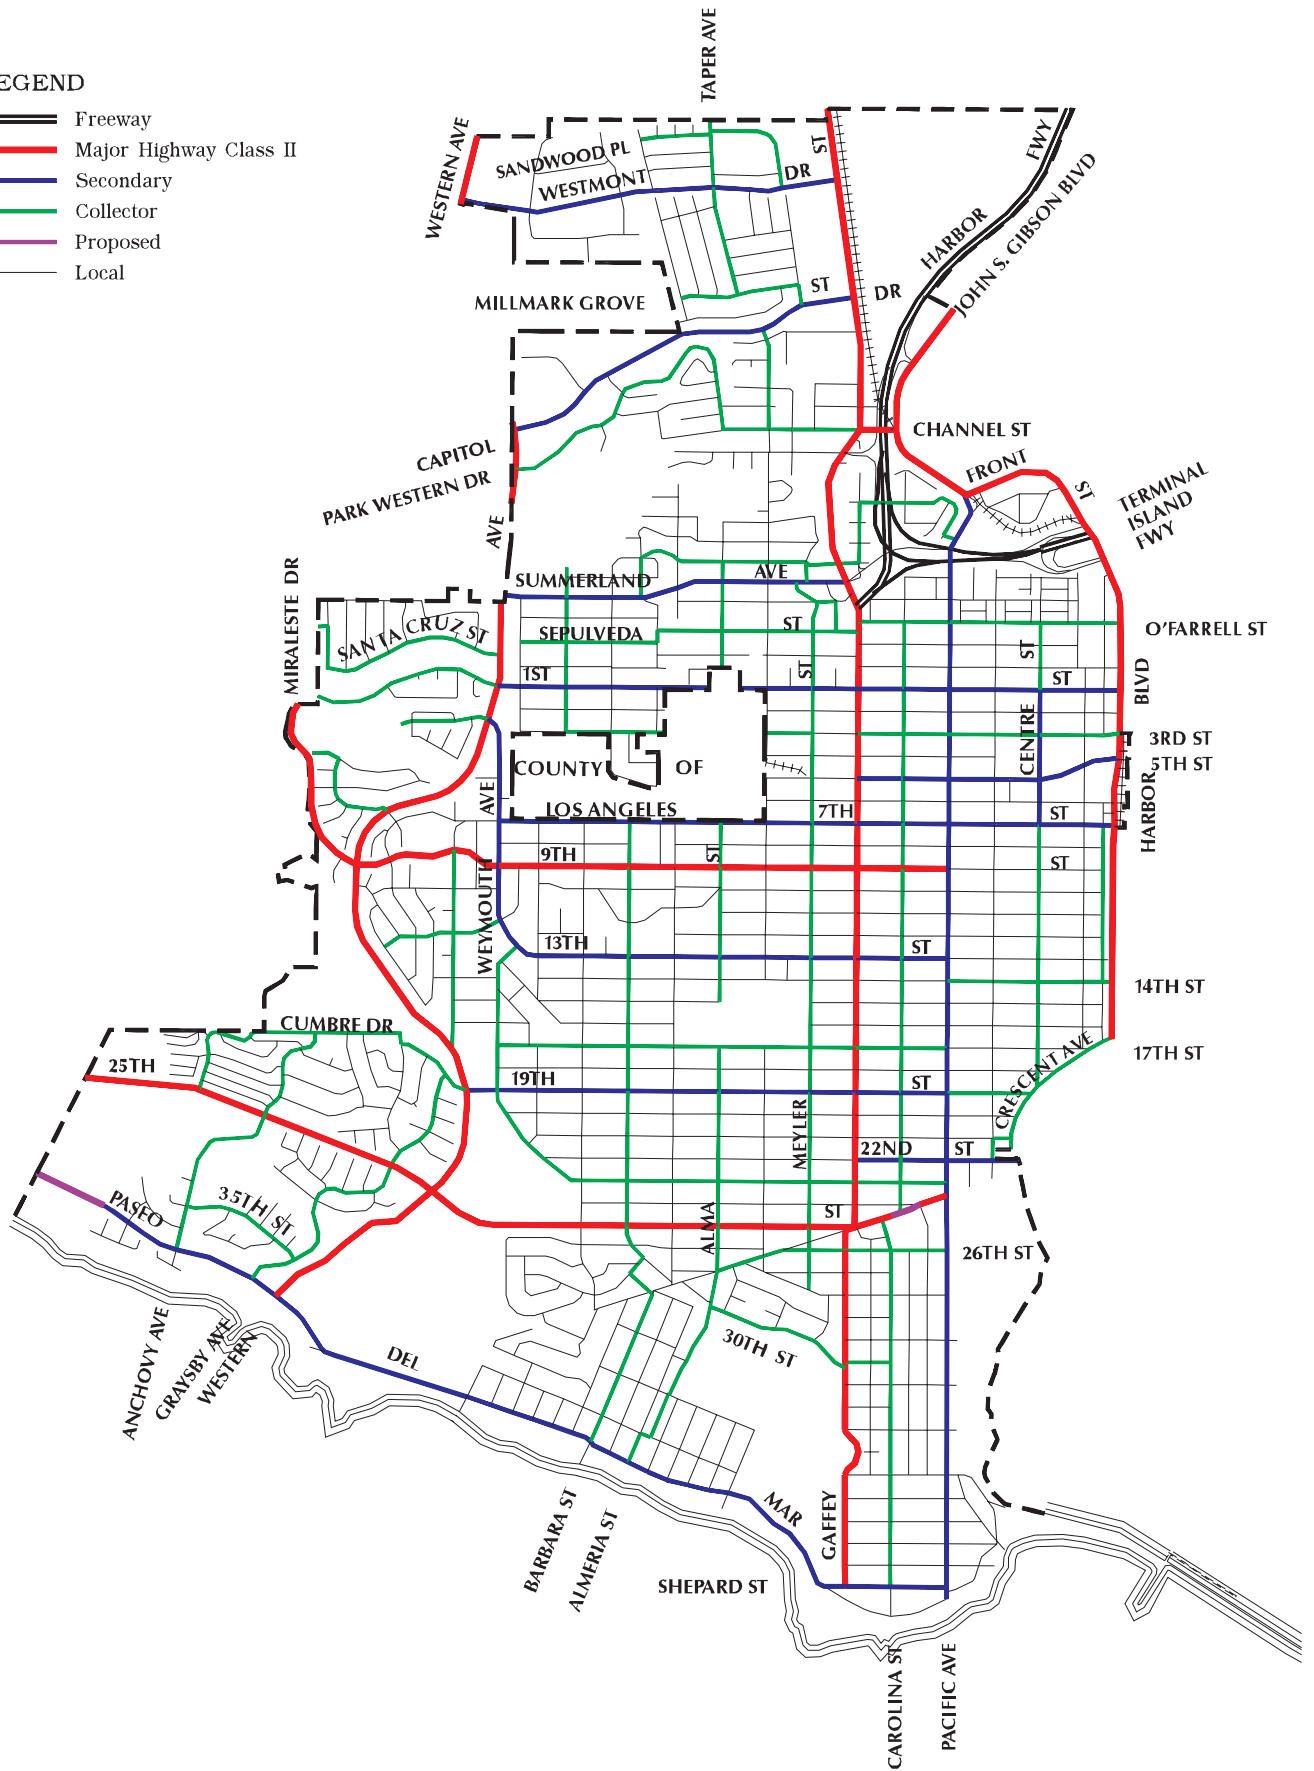 EGEND
Freeway
Major Highway Class II
Secondary
Collector
Proposed
Local
TAPER AVE
WESTERN AVE
SANDWOOD PL
WESTMONT
DR
ST
FWY
HARBOR
JOHN S. GIBSON BLVD
MILLMARK GROVE
ST
DR
CAPITOL
PARK WESTERN DR
AVE
CHANNEL ST
FRONT
ST
TERMINAL
ISLAND
FWY
MIRALESTE DR
SUMMERLAND
AVE
SANTA CRUZ ST
SEPULVEDA
ST
O'FARRELL ST
1ST
ST
ST
ST
BLVD
CENTRE
3RD ST
5TH ST
HARBOR
COUNTY
OF
LOS ANGELES
AVE
7TH
ST
9TH
ST
ST
WEYMOUTH
13TH
ST
14TH ST
CUMBRE DR
25TH
17TH ST
CRESCENT AVE
19TH
ST
MEYLER
22ND
ST
PASEO
35TH ST
ST
ALMA
26TH ST
ANCHOVY AVE
GRAYSBY AVE
WESTERN
DEL
30TH ST
MAR
GAFFEY
BARBARA ST
ALMERIA ST
SHEPARD ST
CAROLINA ST
PACIFIC AVE